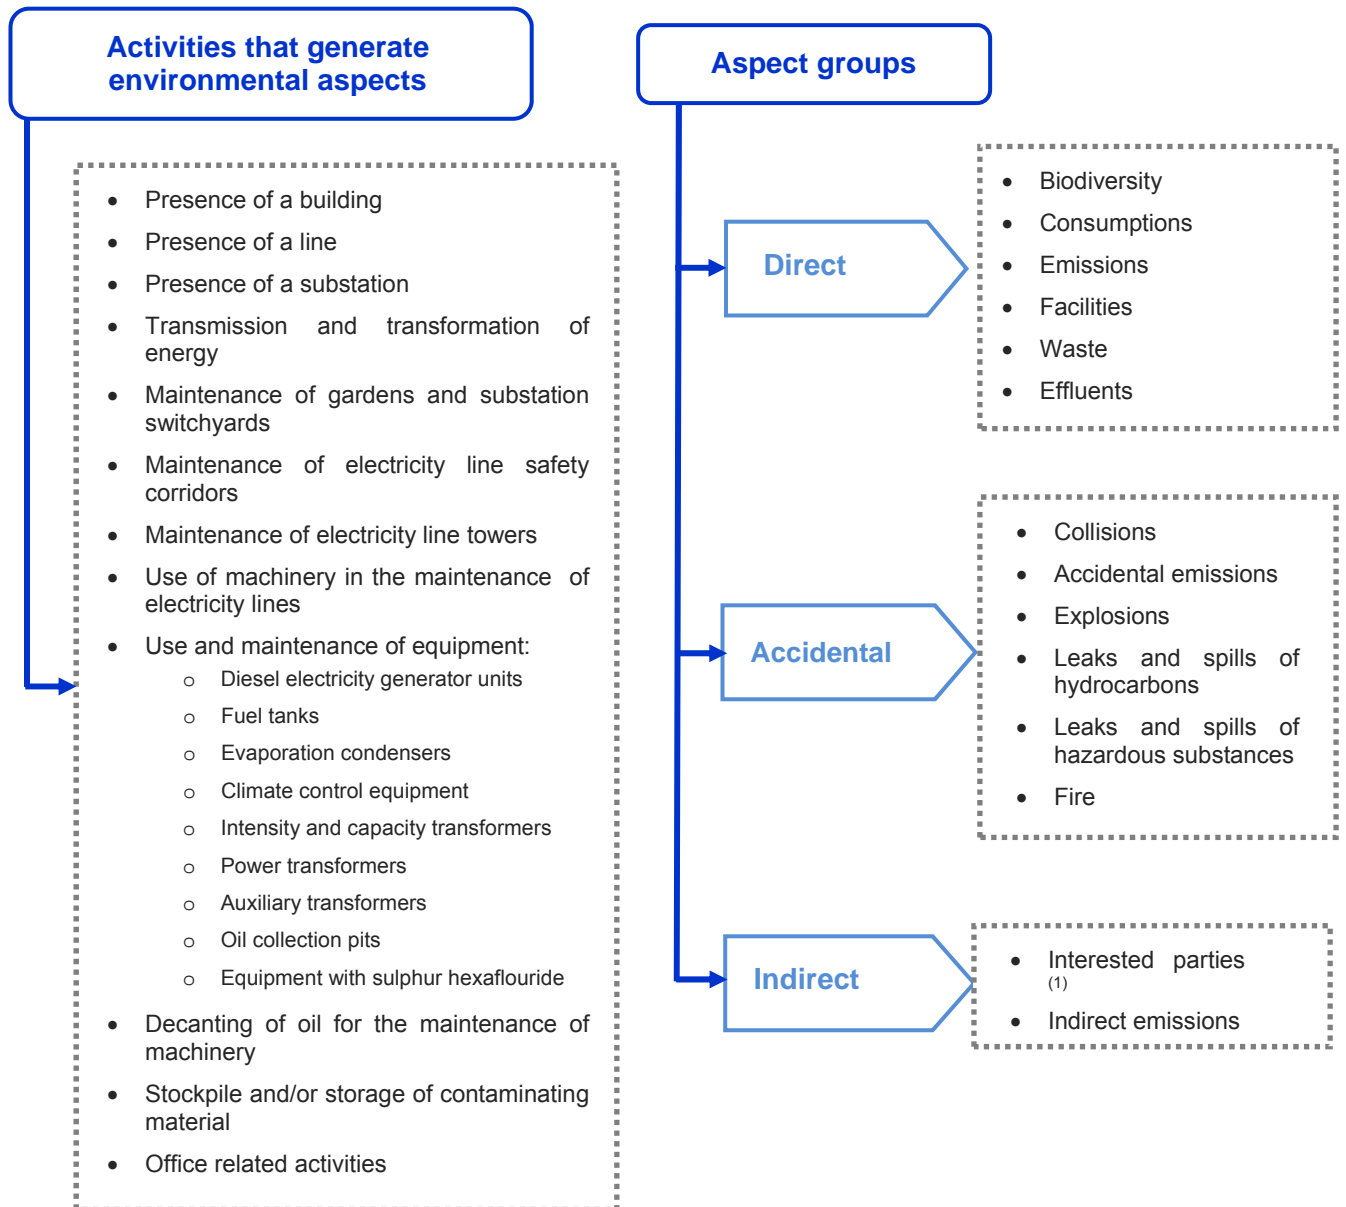 Activities that generate
environmental aspects
• Presence of a building
• Presence of a line
• Presence of a substation
• Transmission and transformation of
energy
• Maintenance of gardens and substation
switchyards
• Maintenance of electricity line safety
corridors
• Maintenance of electricity line towers
• Use of machinery in the maintenance of
electricity lines
• Use and maintenance of equipment:
o Diesel electricity generator units
o Fuel tanks
o Evaporation condensers
o Climate control equipment
o Intensity and capacity transformers
o Power transformers
o Auxiliary transformers
o Oil collection pits
o Equipment with sulphur hexaflouride
• Decanting of oil for the maintenance of
machinery
• Stockpile and/or storage of contaminating
material
• Office related activities
Aspect groups
Direct
• Biodiversity
• Consumptions
• Emissions
• Facilities
• Waste
• Effluents
Accidental
• Collisions
• Accidental emissions
• Explosions
• Leaks and spills of
hydrocarbons
• Leaks and spills of
hazardous substances
• Fire
Indirect
• Interested parties
(1)
• Indirect emissions